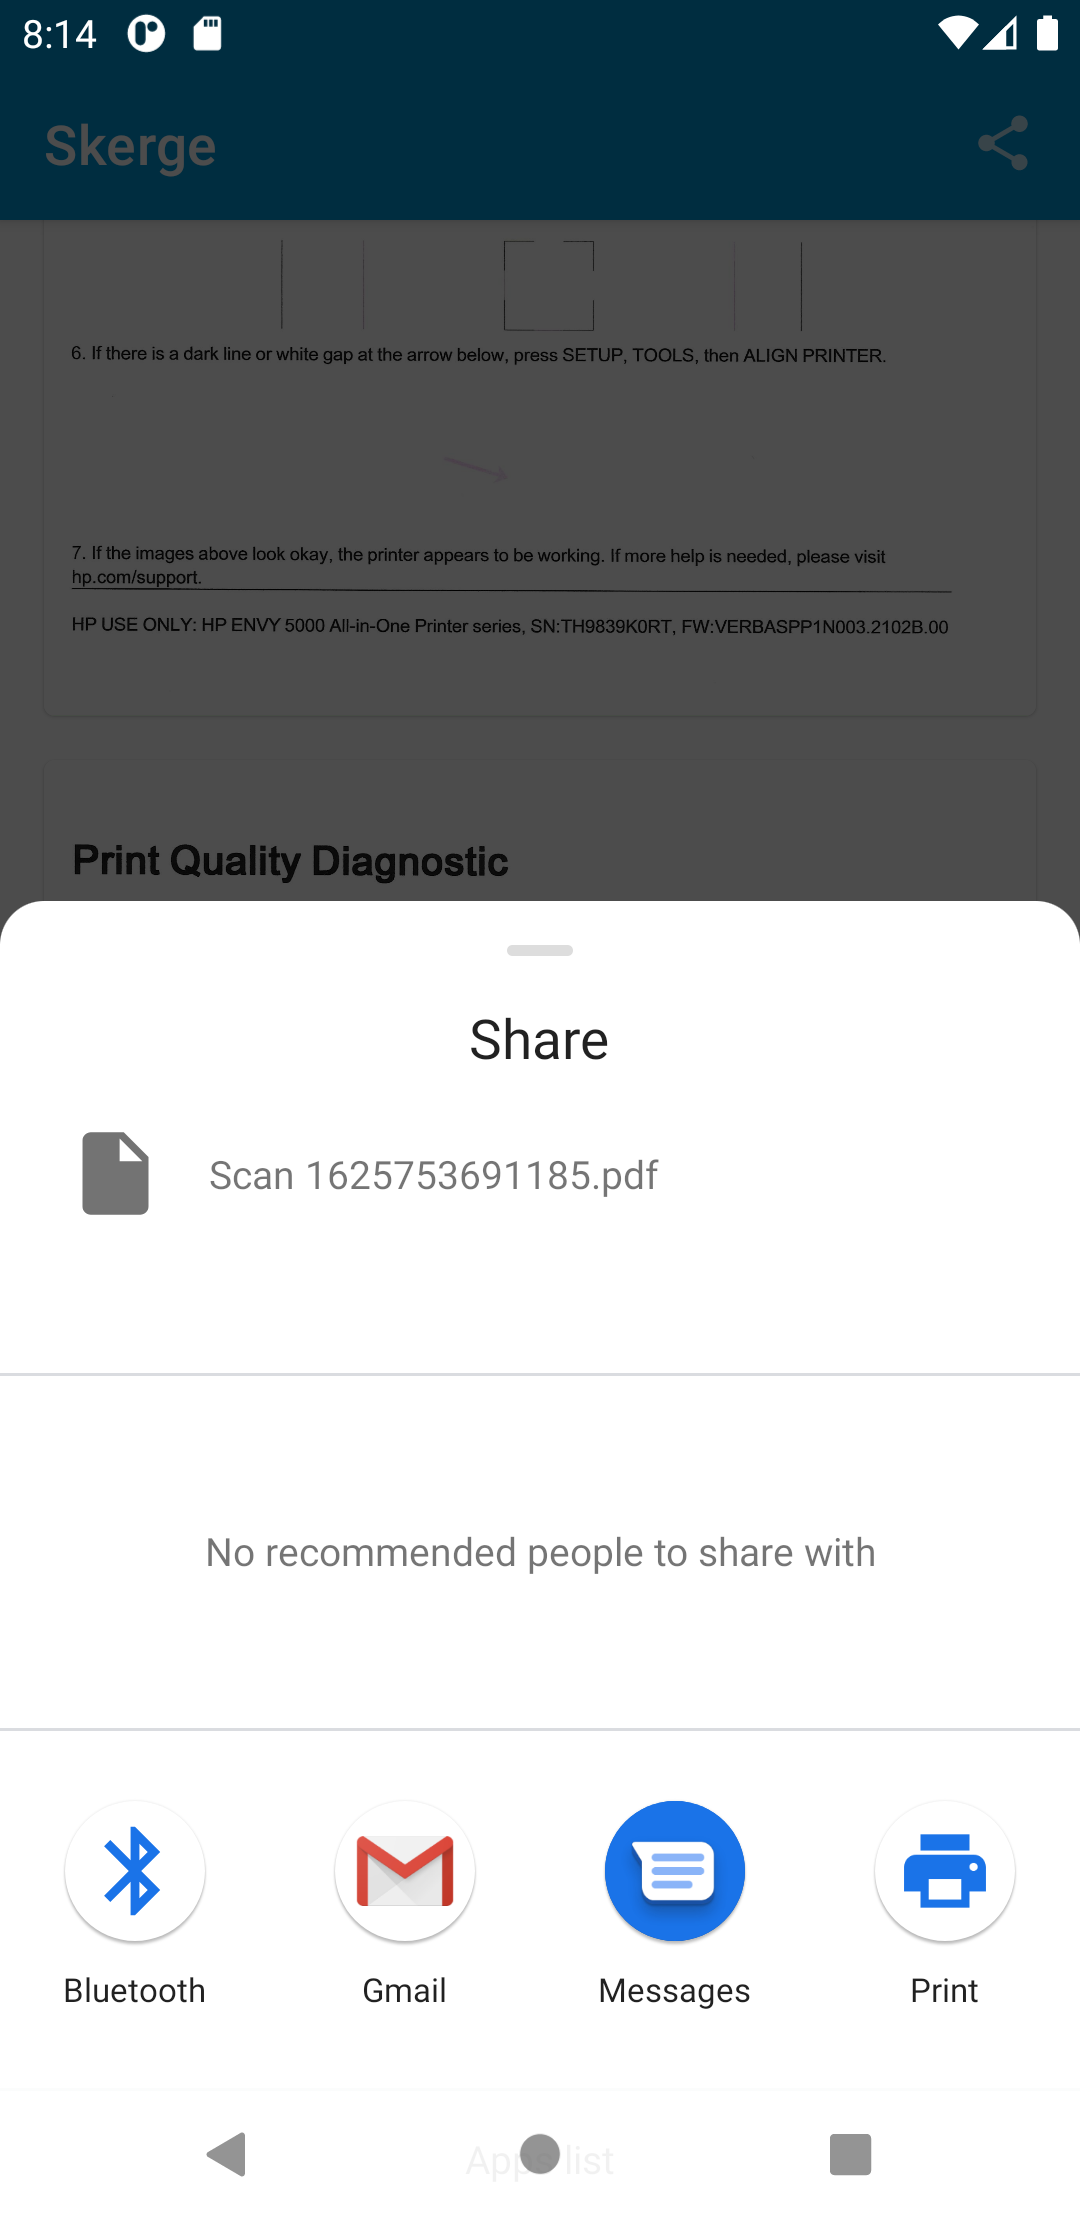 8:14
Skerge
6. If there is a dark line or white gap at the arrow below, press SETUP, TOOLS, then ALIGN PRINTER.
7. If the images above look okay, the printer appears to be working. If more help is needed, please visit
hp.com/support.
HP USE ONLY: HP ENVY 5000 All-in-One Printer series, SN:TH9839K0RT, FW:VERBASPP1N003.2102B.00
Print Quality Diagnostic
Share
Scan 1625753691185.pdf
No recommended people to share with
Bluetooth
Gmail
Messages
Print
Apps list